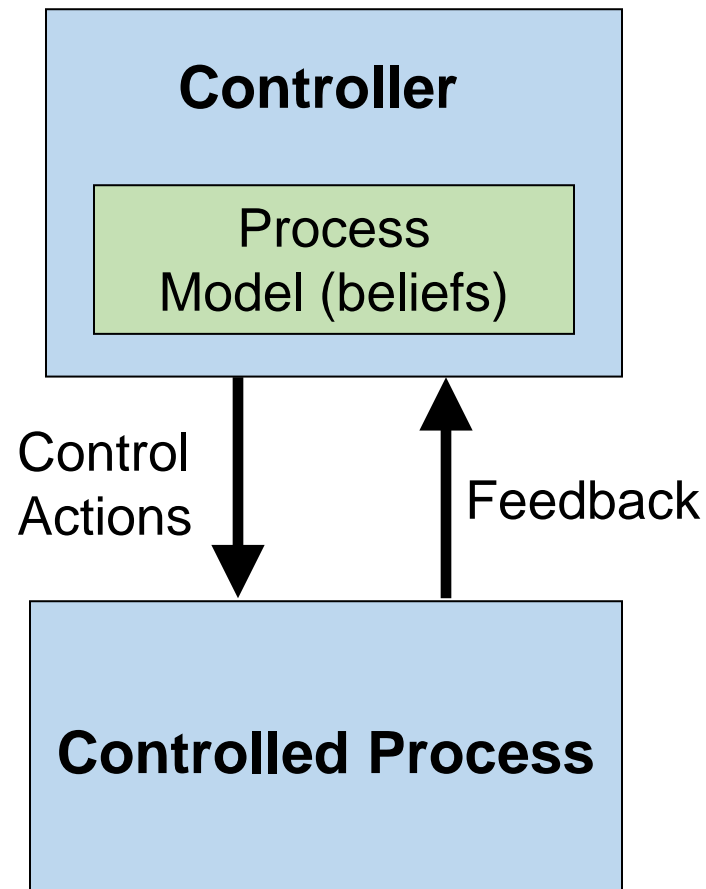 Controller
Process
Model (beliefs)
Control
Actions
Feedback
Controlled Process